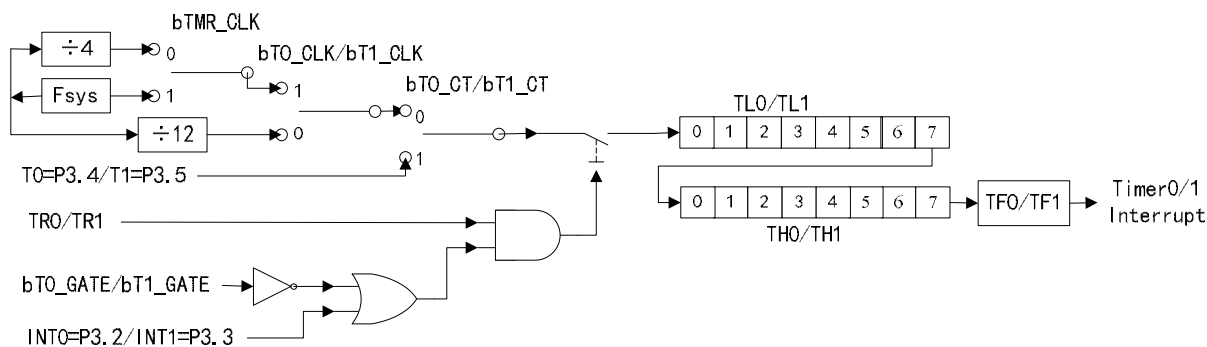 bTMR_CLK
÷4
0
bT0_CLK/bT1_CLK
Fsys
1
1
bT0_CT/bT1_CT
0
÷12
0
TL0/TL1
0 1 2 3 4 5 6 7
1
T0=P3.4/T1=P3.5
0 1 2 3 4 5 6 7
TF0/TF1
Timer0/1
Interrupt
TR0/TR1
TH0/TH1
bT0_GATE/bT1_GATE
INT0=P3.2/INT1=P3.3